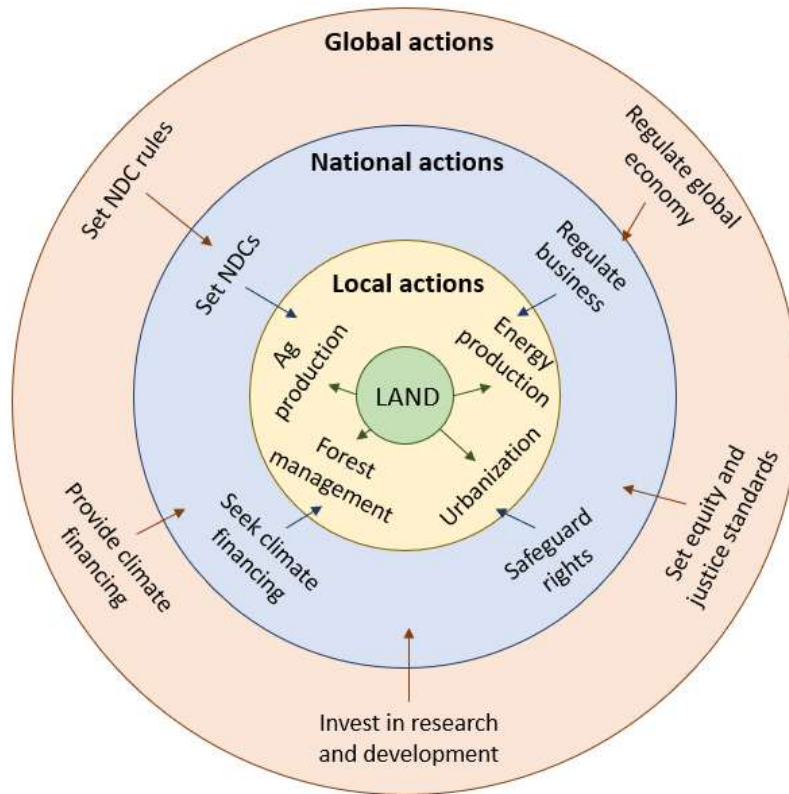 Global actions
Set NDC rules
Regulate global
economy
National actions
Set NDCs
Regulate
business
Local actions
Ag
production
Energy
production
LAND
Forest
management
Urbanization
Provide climate
financing
Seek climate
financing
Safeguard
rights
Set equity and
justice standards
Invest in research
and development